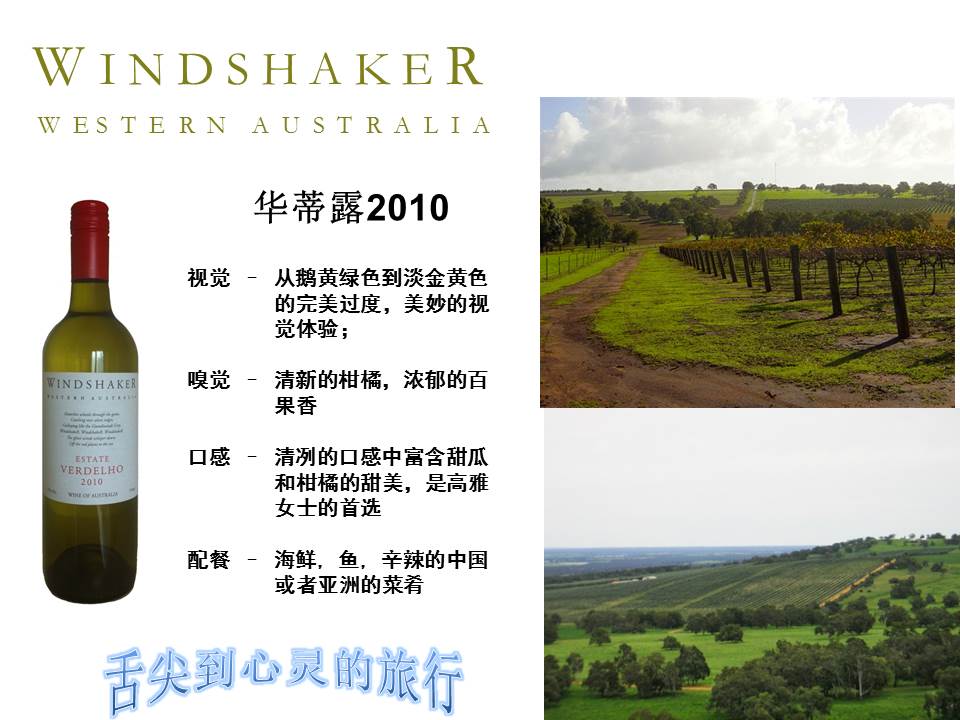 WINDSHAKER
WESTERN AUSTRALIA
华蒂露2010
视觉 - 从鹅黄绿色到淡金黄色
的完美过度，美妙的视
觉体验；
嗅觉 - 清新的柑橘，浓郁的百
果香
口感 - 清冽的口感中富含甜瓜
和柑橘的甜美，是高雅
女士的首选
配餐 - 海鲜，鱼，辛辣的中国
或者亚洲的菜肴
WINDSHAKER
WESTERN AUSTRALIA
ESTATE
VERDELHO
2010
WINE OF AUSTRALIA
舌尖到心灵的旅行